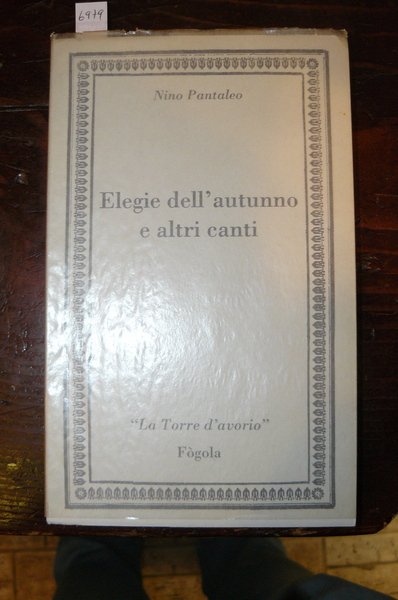 6979
Nino Pantaleo
Elegie dell'autunno
e altri canti
"La Torre d'avorio"
Fògola